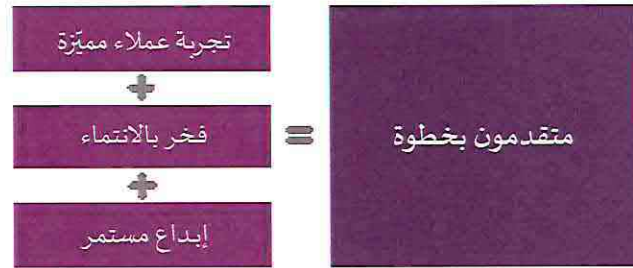 تجربة عملاء مميّزة
+
فخر بالانتماء
+
إبداع مستمر
=
متقدمون بخطوة